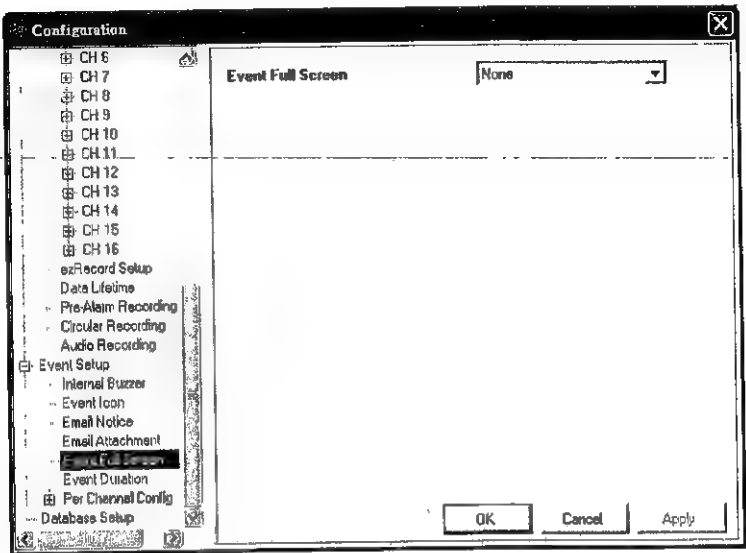 Configuration
CH 6
CH 7
CH 8
CH 9
CH 10
CH 11
CH 12
CH 13
CH 14
CH 15
CH 16
ezRecord Setup
Data Lifetime
Pre-Alarm Recording
Circular Recording
Audio Recording
Event Setup
Internal Buzzer
Event Icon
Email Notice
Email Attachment
Event Full Screen
Event Duration
Per Channel Config
Database Setup
Event Full Screen
None
OK
Cancel
Apply